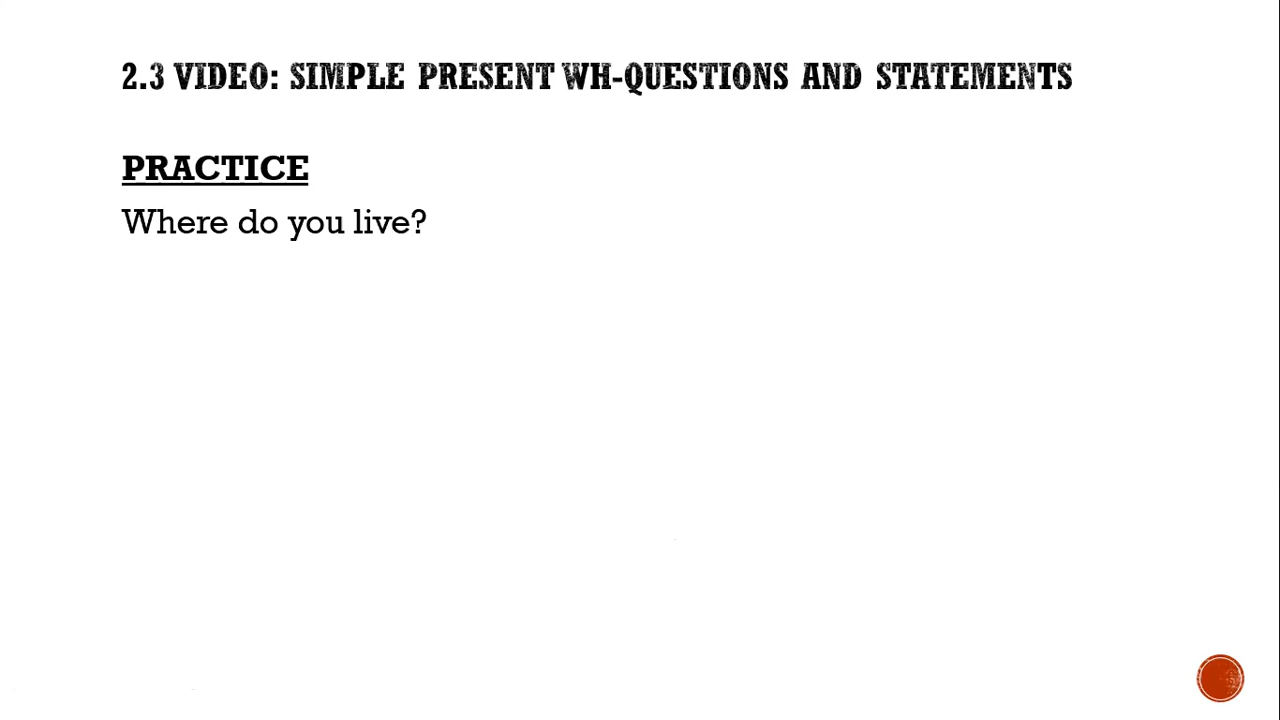 2.3 VIDEO: SIMPLE PRESENT WH-QUESTIONS AND STATEMENTS
PRACTICE
Where do you live?